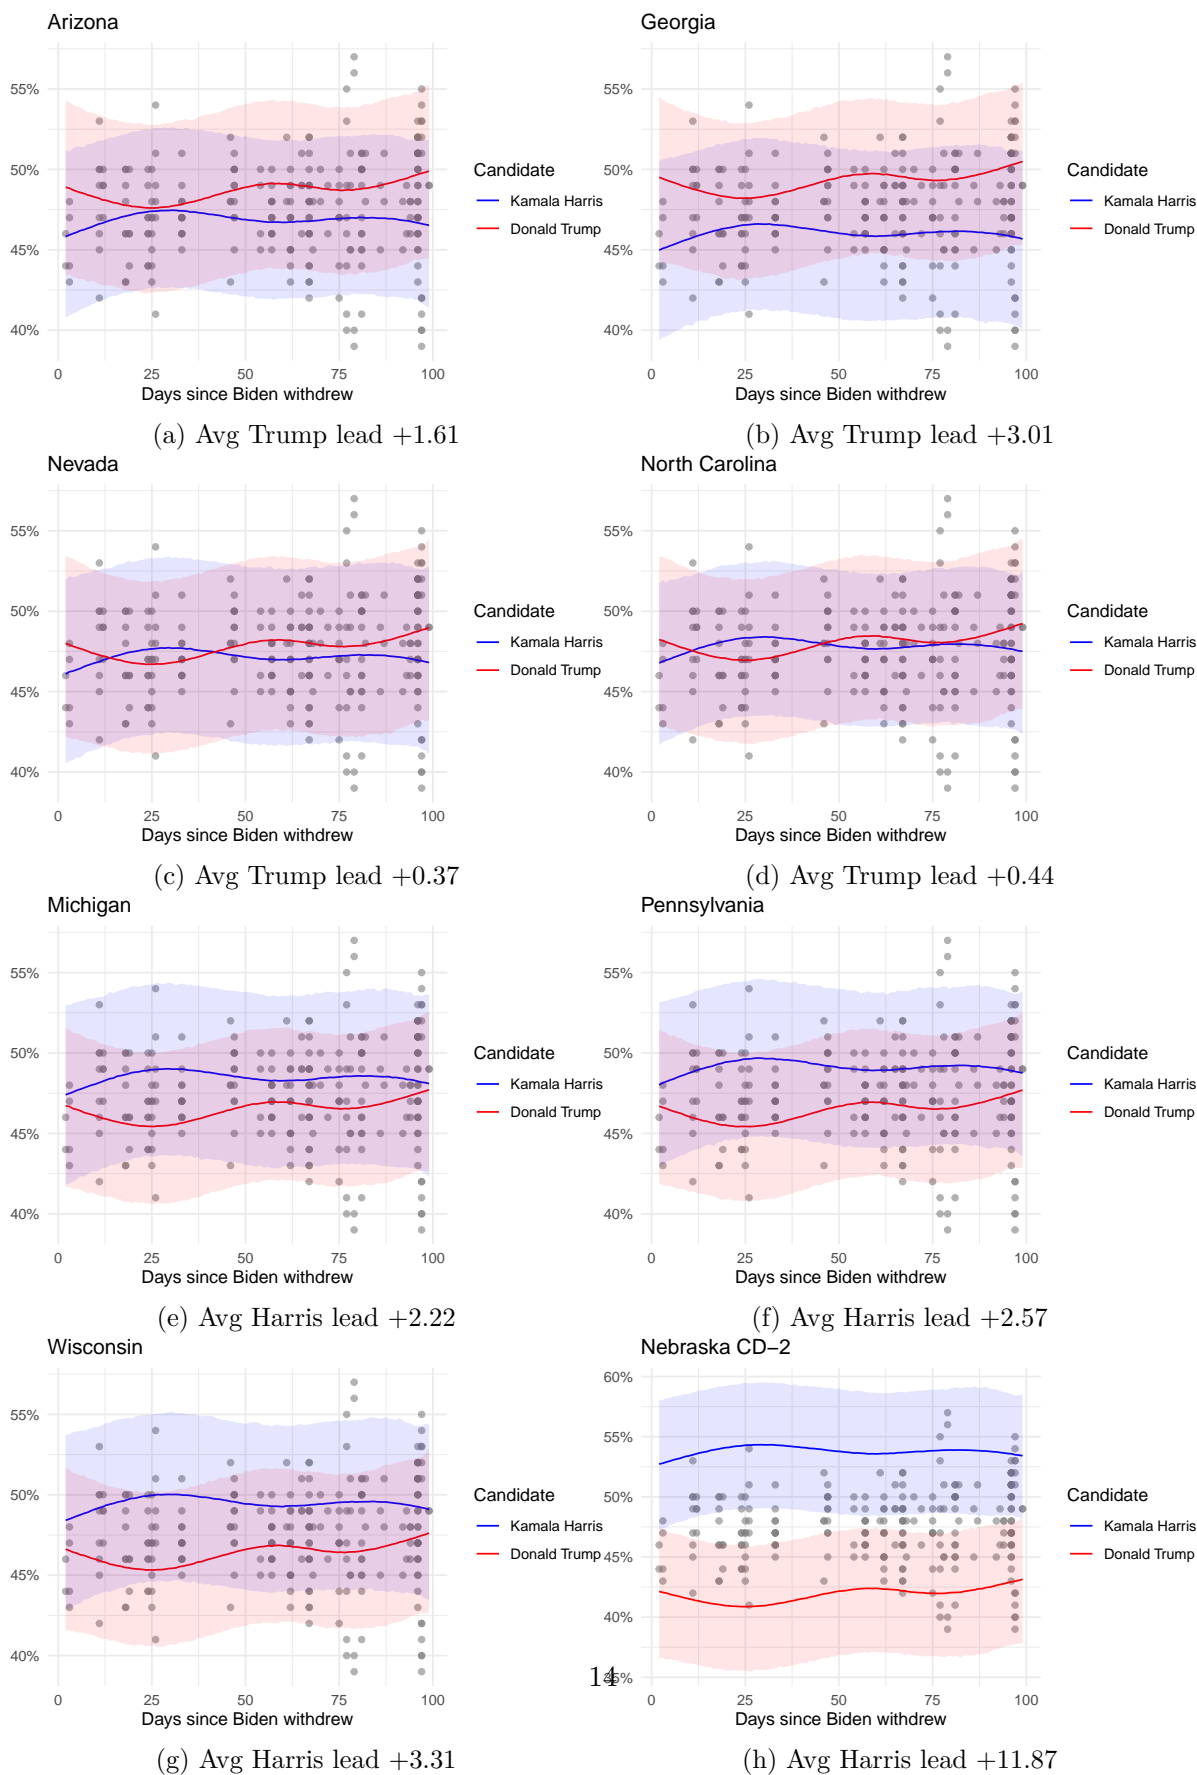 Arizona
55%
50%
45%
40%
0 25 50 75 100
Days since Biden withdrew
Candidate
Kamala Harris
Donald Trump
(a) Avg Trump lead +1.61
Georgia
55%
50%
45%
40%
0 25 50 75 100
Days since Biden withdrew
Candidate
Kamala Harris
Donald Trump
(b) Avg Trump lead +3.01
Nevada
55%
50%
45%
40%
0 25 50 75 100
Days since Biden withdrew
Candidate
Kamala Harris
Donald Trump
(c) Avg Trump lead +0.37
North Carolina
55%
50%
45%
40%
0 25 50 75 100
Days since Biden withdrew
Candidate
Kamala Harris
Donald Trump
(d) Avg Trump lead +0.44
Michigan
55%
50%
45%
40%
0 25 50 75 100
Days since Biden withdrew
Candidate
Kamala Harris
Donald Trump
(e) Avg Harris lead +2.22
Pennsylvania
55%
50%
45%
40%
0 25 50 75 100
Days since Biden withdrew
Candidate
Kamala Harris
Donald Trump
(f) Avg Harris lead +2.57
Wisconsin
55%
50%
45%
40%
0 25 50 75 100
Days since Biden withdrew
Candidate
Kamala Harris
Donald Trump
(g) Avg Harris lead +3.31
Nebraska CD−2
60%
55%
50%
45%
40%
35%
0 25 50 75 100
Days since Biden withdrew
Candidate
Kamala Harris
Donald Trump
(h) Avg Harris lead +11.87
14